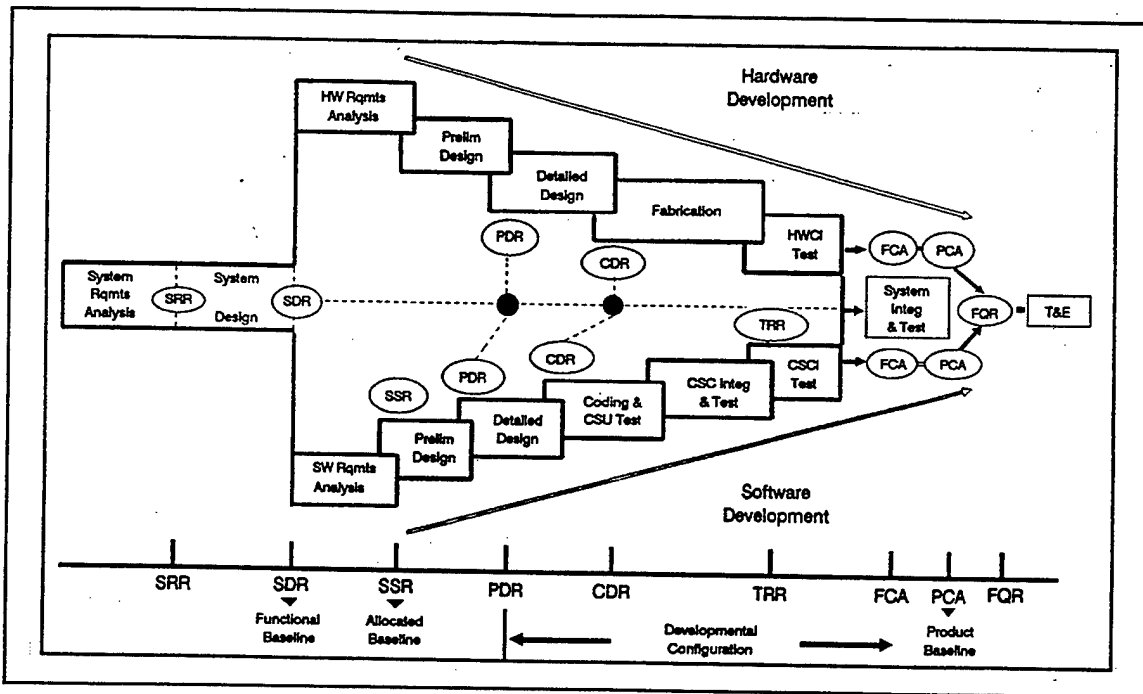 Hardware
Development
HW Rqmts
Analysis
Prelim
Design
Detailed
Design
Fabrication
HWCI
Test
PDR
CDR
FCA
PCA
System
Rqmts
Analysis
SRR
System
Design
SDR
System
Integ
& Test
FQR
T&E
TRR
PDR
CDR
SSR
CSCI
Test
FCA
PCA
CSC Integ
& Test
Coding &
CSU Test
Detailed
Design
Prelim
Design
SW Rqmts
Analysis
Software
Development
SRR
SDR
SSR
PDR
CDR
TRR
FCA
PCA
FQR
Functional
Baseline
Allocated
Baseline
Developmental
Configuration
Product
Baseline